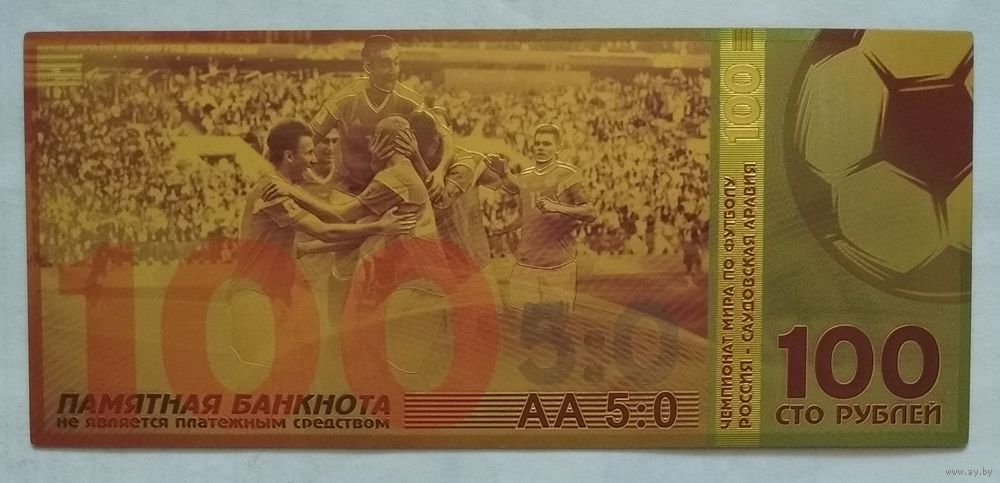 100
5:0
ПАМЯТНАЯ БАНКНОТА
НЕ ЯВЛЯЕТСЯ ПЛАТЕЖНЫМ СРЕДСТВОМ
АА 5:0
ЧЕМПИОНАТ МИРА ПО ФУТБОЛУ
РОССИЯ - САУДОВСКАЯ АРАВИЯ
100
100
СТО РУБЛЕЙ
www.ay.by